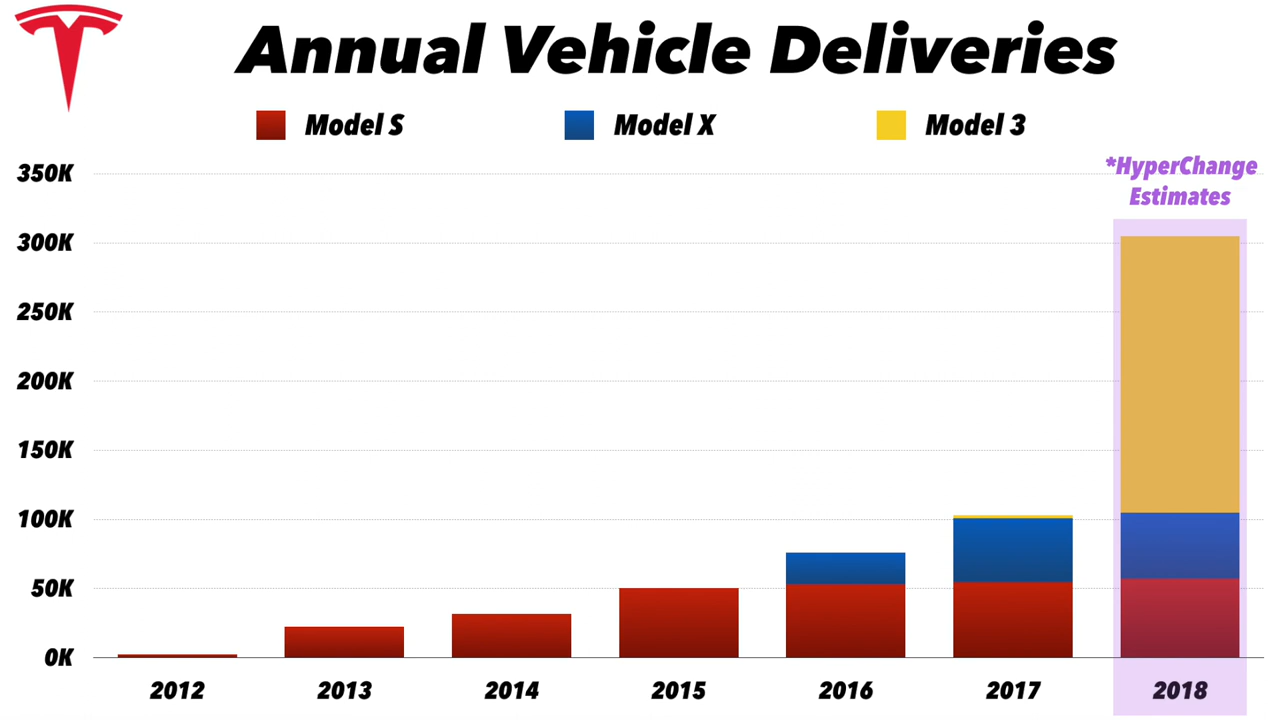 Annual Vehicle Deliveries
Model S
Model X
Model 3
*HyperChange
Estimates
350K
300K
250K
200K
150K
100K
50K
0K
2012
2013
2014
2015
2016
2017
2018